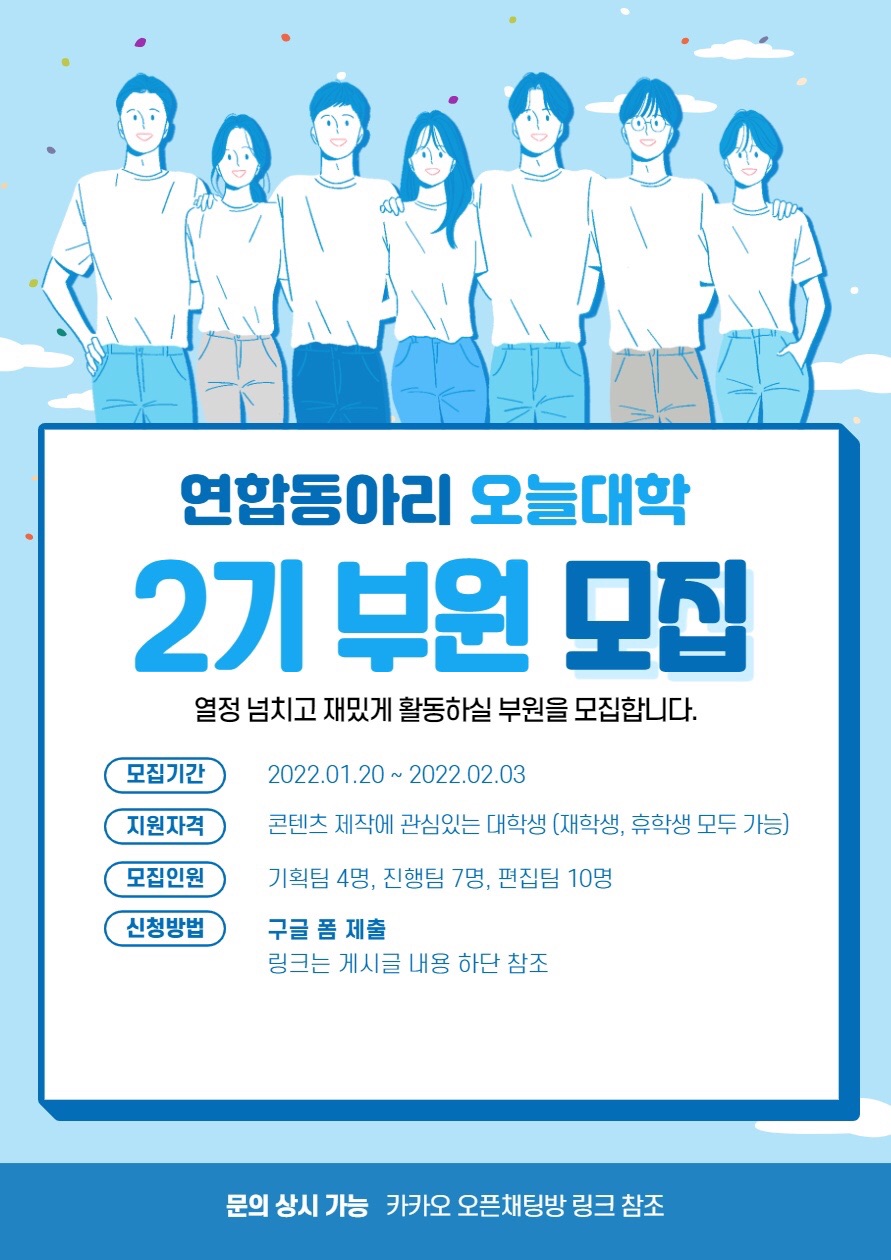 연합동아리 오늘대학
2기 부원 모집
열정 넘치고 재밌게 활동하실 부원을 모집합니다.
모집기간 2022.01.20 ~ 2022.02.03
지원자격 콘텐츠 제작에 관심있는 대학생 (재학생, 휴학생 모두 가능)
모집인원 기획팀 4명, 진행팀 7명, 편집팀 10명
신청방법 구글 폼 제출
링크는 게시글 내용 하단 참조
문의 상시 가능 카카오 오픈채팅방 링크 참조